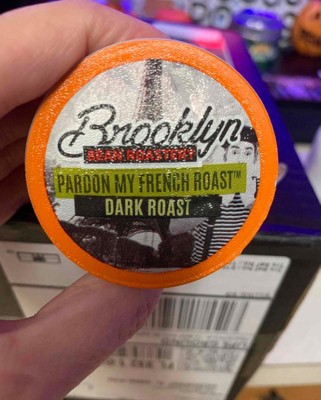 Brooklyn
BEAN ROASTERY
PARDON MY FRENCH ROAST™
DARK ROAST